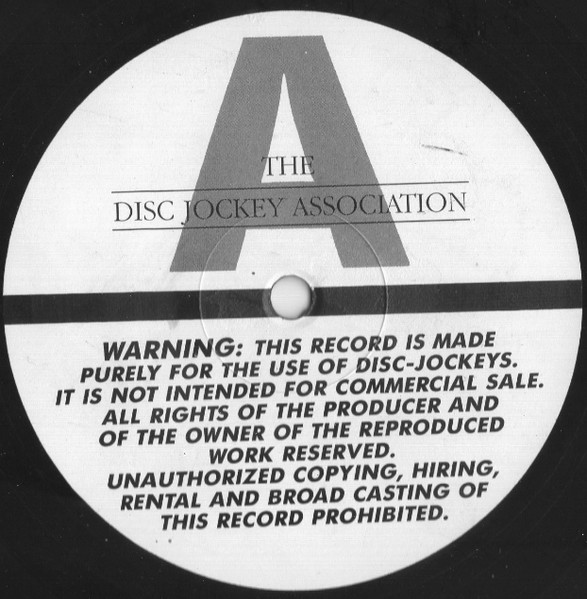 A
THE
DISC JOCKEY ASSOCIATION
WARNING: THIS RECORD IS MADE
PURELY FOR THE USE OF DISC-JOCKEYS.
IT IS NOT INTENDED FOR COMMERCIAL SALE.
ALL RIGHTS OF THE PRODUCER AND
OF THE OWNER OF THE REPRODUCED
WORK RESERVED.
UNAUTHORIZED COPYING, HIRING,
RENTAL AND BROAD CASTING OF
THIS RECORD PROHIBITED.